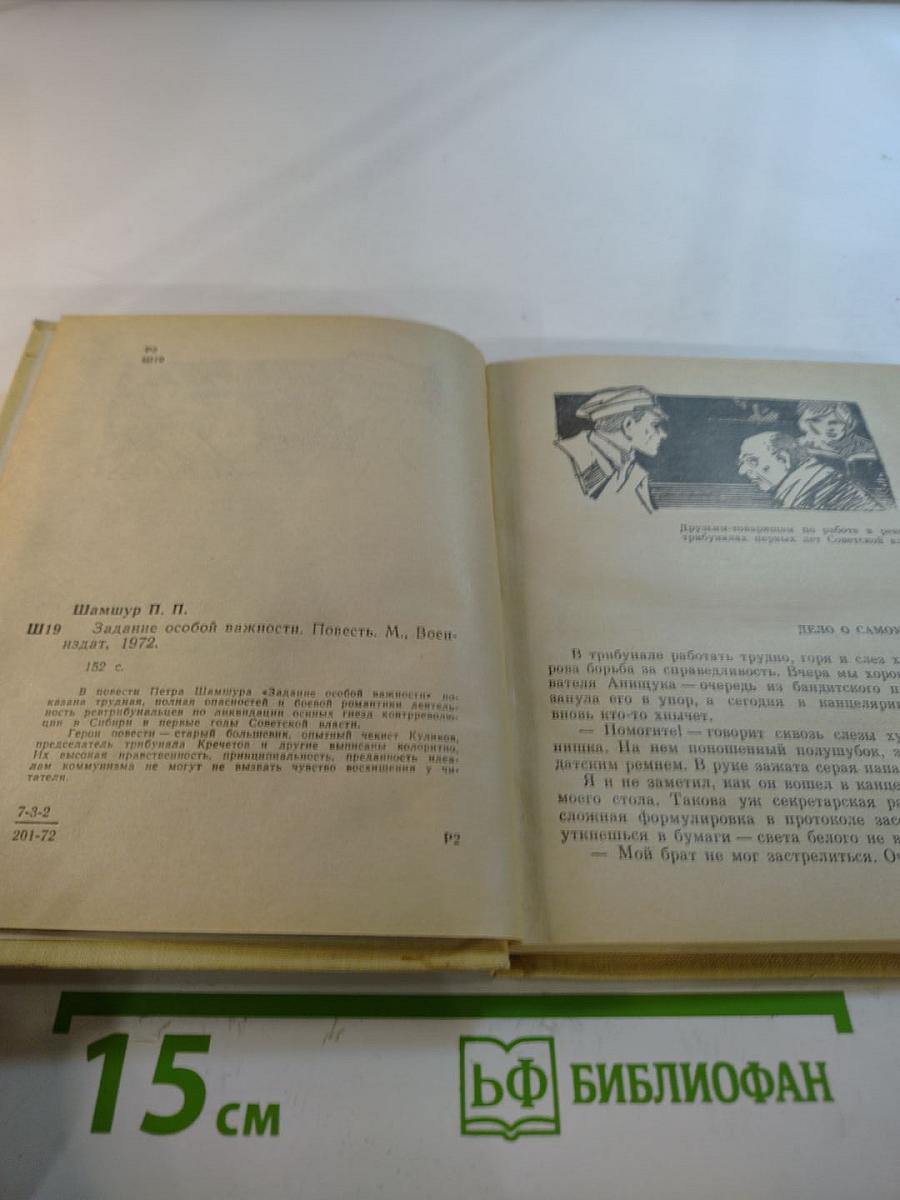 Р2
Ш19
Шамшур П. П.
Ш19 Задание особой важности. Повесть. М., Воен-
издат, 1972.
152 с.
В повести Петра Шамшура «Задание особой важности» по-
казана трудная, полная опасностей и боевой романтики деятель-
ность ревтрибунальцев по ликвидации осиных гнезд контрреволю-
ции в Сибири в первые годы Советской власти.
Герои повести — старый большевик, опытный чекист Куликов,
председатель трибунала Кречетов и другие выписаны колоритно.
Их высокая нравственность, принципиальность, преданность идеа-
лам коммунизма не могут не вызвать чувство восхищения у чи-
тателя.
7-3-2
201-72
Р2
Друзьям-товарищам по работе в рев
трибуналах первых лет Советской вл
ДЕЛО О САМОУ
В трибунале работать трудно, горя и слез х
рова борьба за справедливость. Вчера мы хорон
вателя Анищука — очередь из бандитского п
занула его в упор, а сегодня в канцелярии
вновь кто-то хнычет.
— Помогите! — говорит сквозь слезы ху
нишка. На нем поношенный полушубок, з
датским ремнем. В руке зажата серая папа
Я и не заметил, как он вошел в канце
моего стола. Такова уж секретарская ра
сложная формулировка в протоколе засе
уткнешься в бумаги — света белого не в
— Мой брат не мог застрелиться. Оч
15 см
БФ БИБЛИОФАН